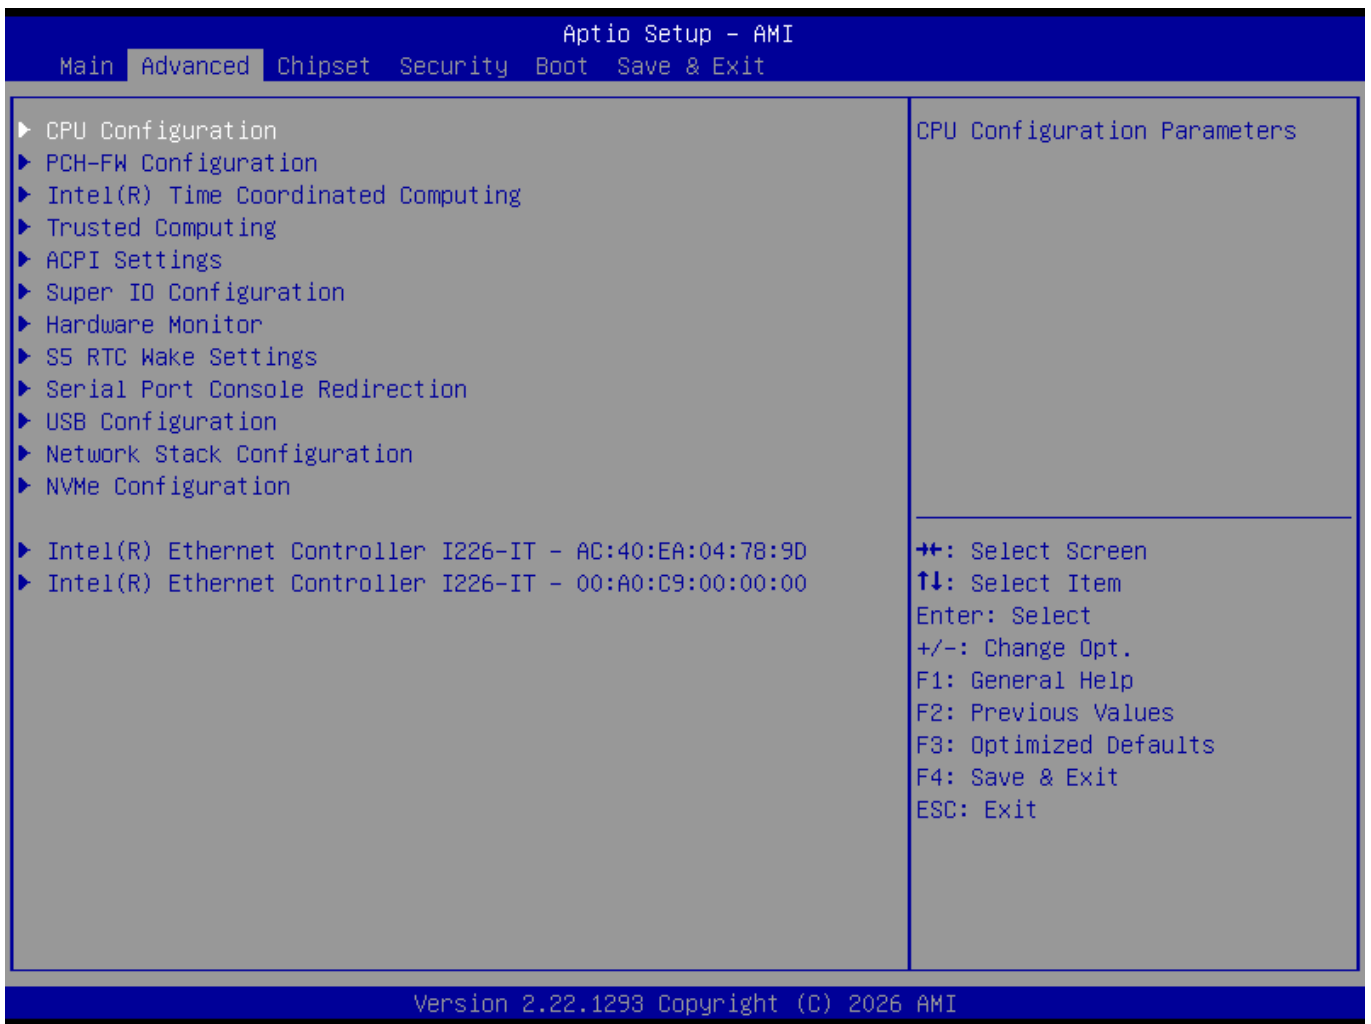 Aptio Setup - AMI
Main Advanced Chipset Security Boot Save & Exit
▶ CPU Configuration
▶ PCH-FW Configuration
▶ Intel(R) Time Coordinated Computing
▶ Trusted Computing
▶ ACPI Settings
▶ Super IO Configuration
▶ Hardware Monitor
▶ S5 RTC Wake Settings
▶ Serial Port Console Redirection
▶ USB Configuration
▶ Network Stack Configuration
▶ NVMe Configuration
▶ Intel(R) Ethernet Controller I226-IT - AC:40:EA:04:78:9D
▶ Intel(R) Ethernet Controller I226-IT - 00:A0:C9:00:00:00
CPU Configuration Parameters
→←: Select Screen
↑↓: Select Item
Enter: Select
+/-: Change Opt.
F1: General Help
F2: Previous Values
F3: Optimized Defaults
F4: Save & Exit
ESC: Exit
Version 2.22.1293 Copyright (C) 2026 AMI